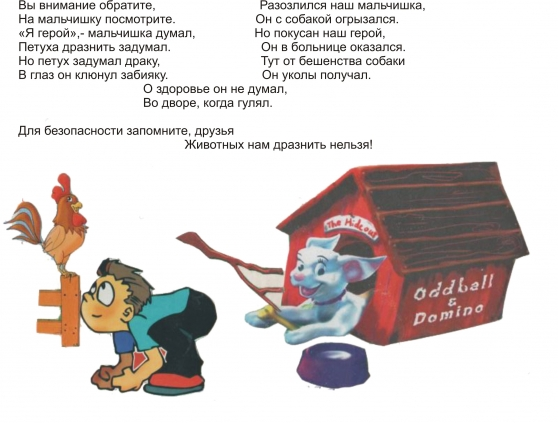 Вы внимание обратите,
На мальчишку посмотрите.
«Я герой»,- мальчишка думал,
Петуха дразнить задумал.
Но петух задумал драку,
В глаз он клюнул забияку.
Разозлился наш мальчишка,
Он с собакой огрызался.
Но покусан наш герой,
Он в больнице оказался.
Тут от бешенства собаки
Он уколы получал.
О здоровье он не думал,
Во дворе, когда гулял.
Для безопасности запомните, друзья
Животных нам дразнить нельзя!
The Hideout
Oddball
&
Domino